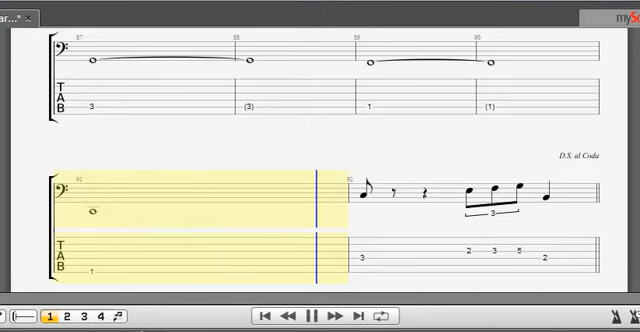 ar...* ×
myS
87 88 89 90
T
A
B
3 (3) 1 (1)
D.S. al Coda
91 92
3
T
A
B
3 2 3 5 2
1
1 2 3 4